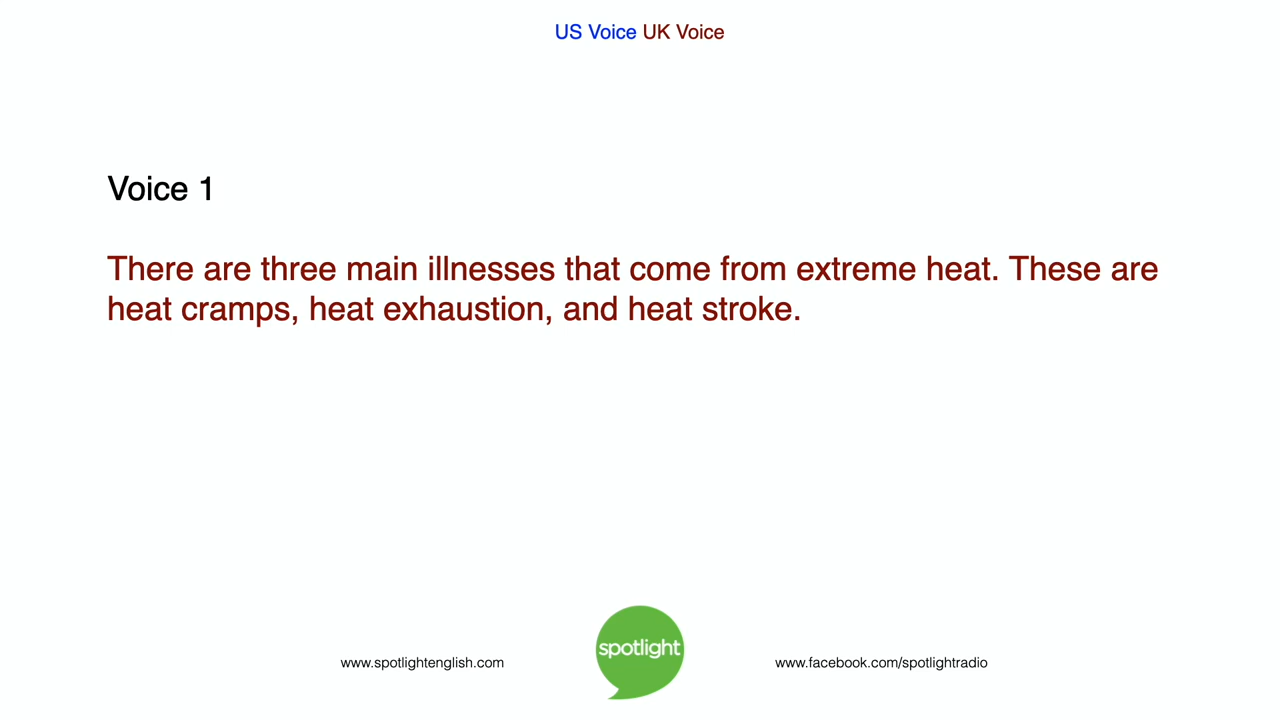 US Voice UK Voice
Voice 1
There are three main illnesses that come from extreme heat. These are
heat cramps, heat exhaustion, and heat stroke.
www.spotlightenglish.com
spotlight
www.facebook.com/spotlightradio